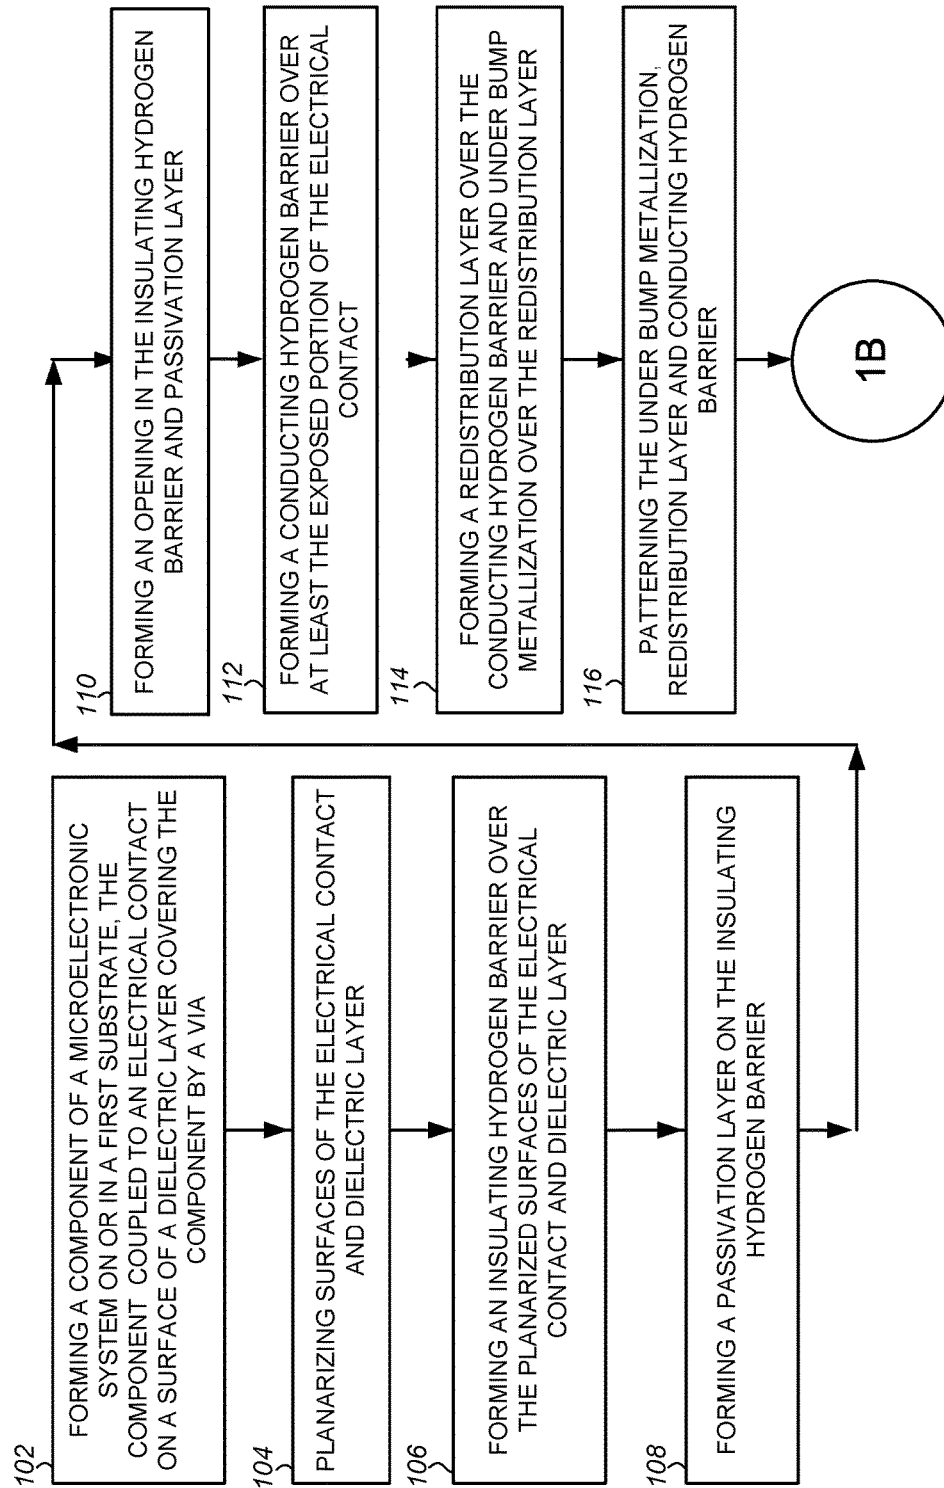 102
FORMING A COMPONENT OF A MICROELECTRONIC
SYSTEM ON OR IN A FIRST SUBSTRATE, THE
COMPONENT COUPLED TO AN ELECTRICAL CONTACT
ON A SURFACE OF A DIELECTRIC LAYER COVERING THE
COMPONENT BY A VIA
104
PLANARIZING SURFACES OF THE ELECTRICAL CONTACT
AND DIELECTRIC LAYER
106
FORMING AN INSULATING HYDROGEN BARRIER OVER
THE PLANARIZED SURFACES OF THE ELECTRICAL
CONTACT AND DIELECTRIC LAYER
108
FORMING A PASSIVATION LAYER ON THE INSULATING
HYDROGEN BARRIER
110
FORMING AN OPENING IN THE INSULATING HYDROGEN
BARRIER AND PASSIVATION LAYER
112
FORMING A CONDUCTING HYDROGEN BARRIER OVER
AT LEAST THE EXPOSED PORTION OF THE ELECTRICAL
CONTACT
114
FORMING A REDISTRIBUTION LAYER OVER THE
CONDUCTING HYDROGEN BARRIER AND UNDER BUMP
METALLIZATION OVER THE REDISTRIBUTION LAYER
116
PATTERNING THE UNDER BUMP METALLIZATION,
REDISTRIBUTION LAYER AND CONDUCTING HYDROGEN
BARRIER
1B